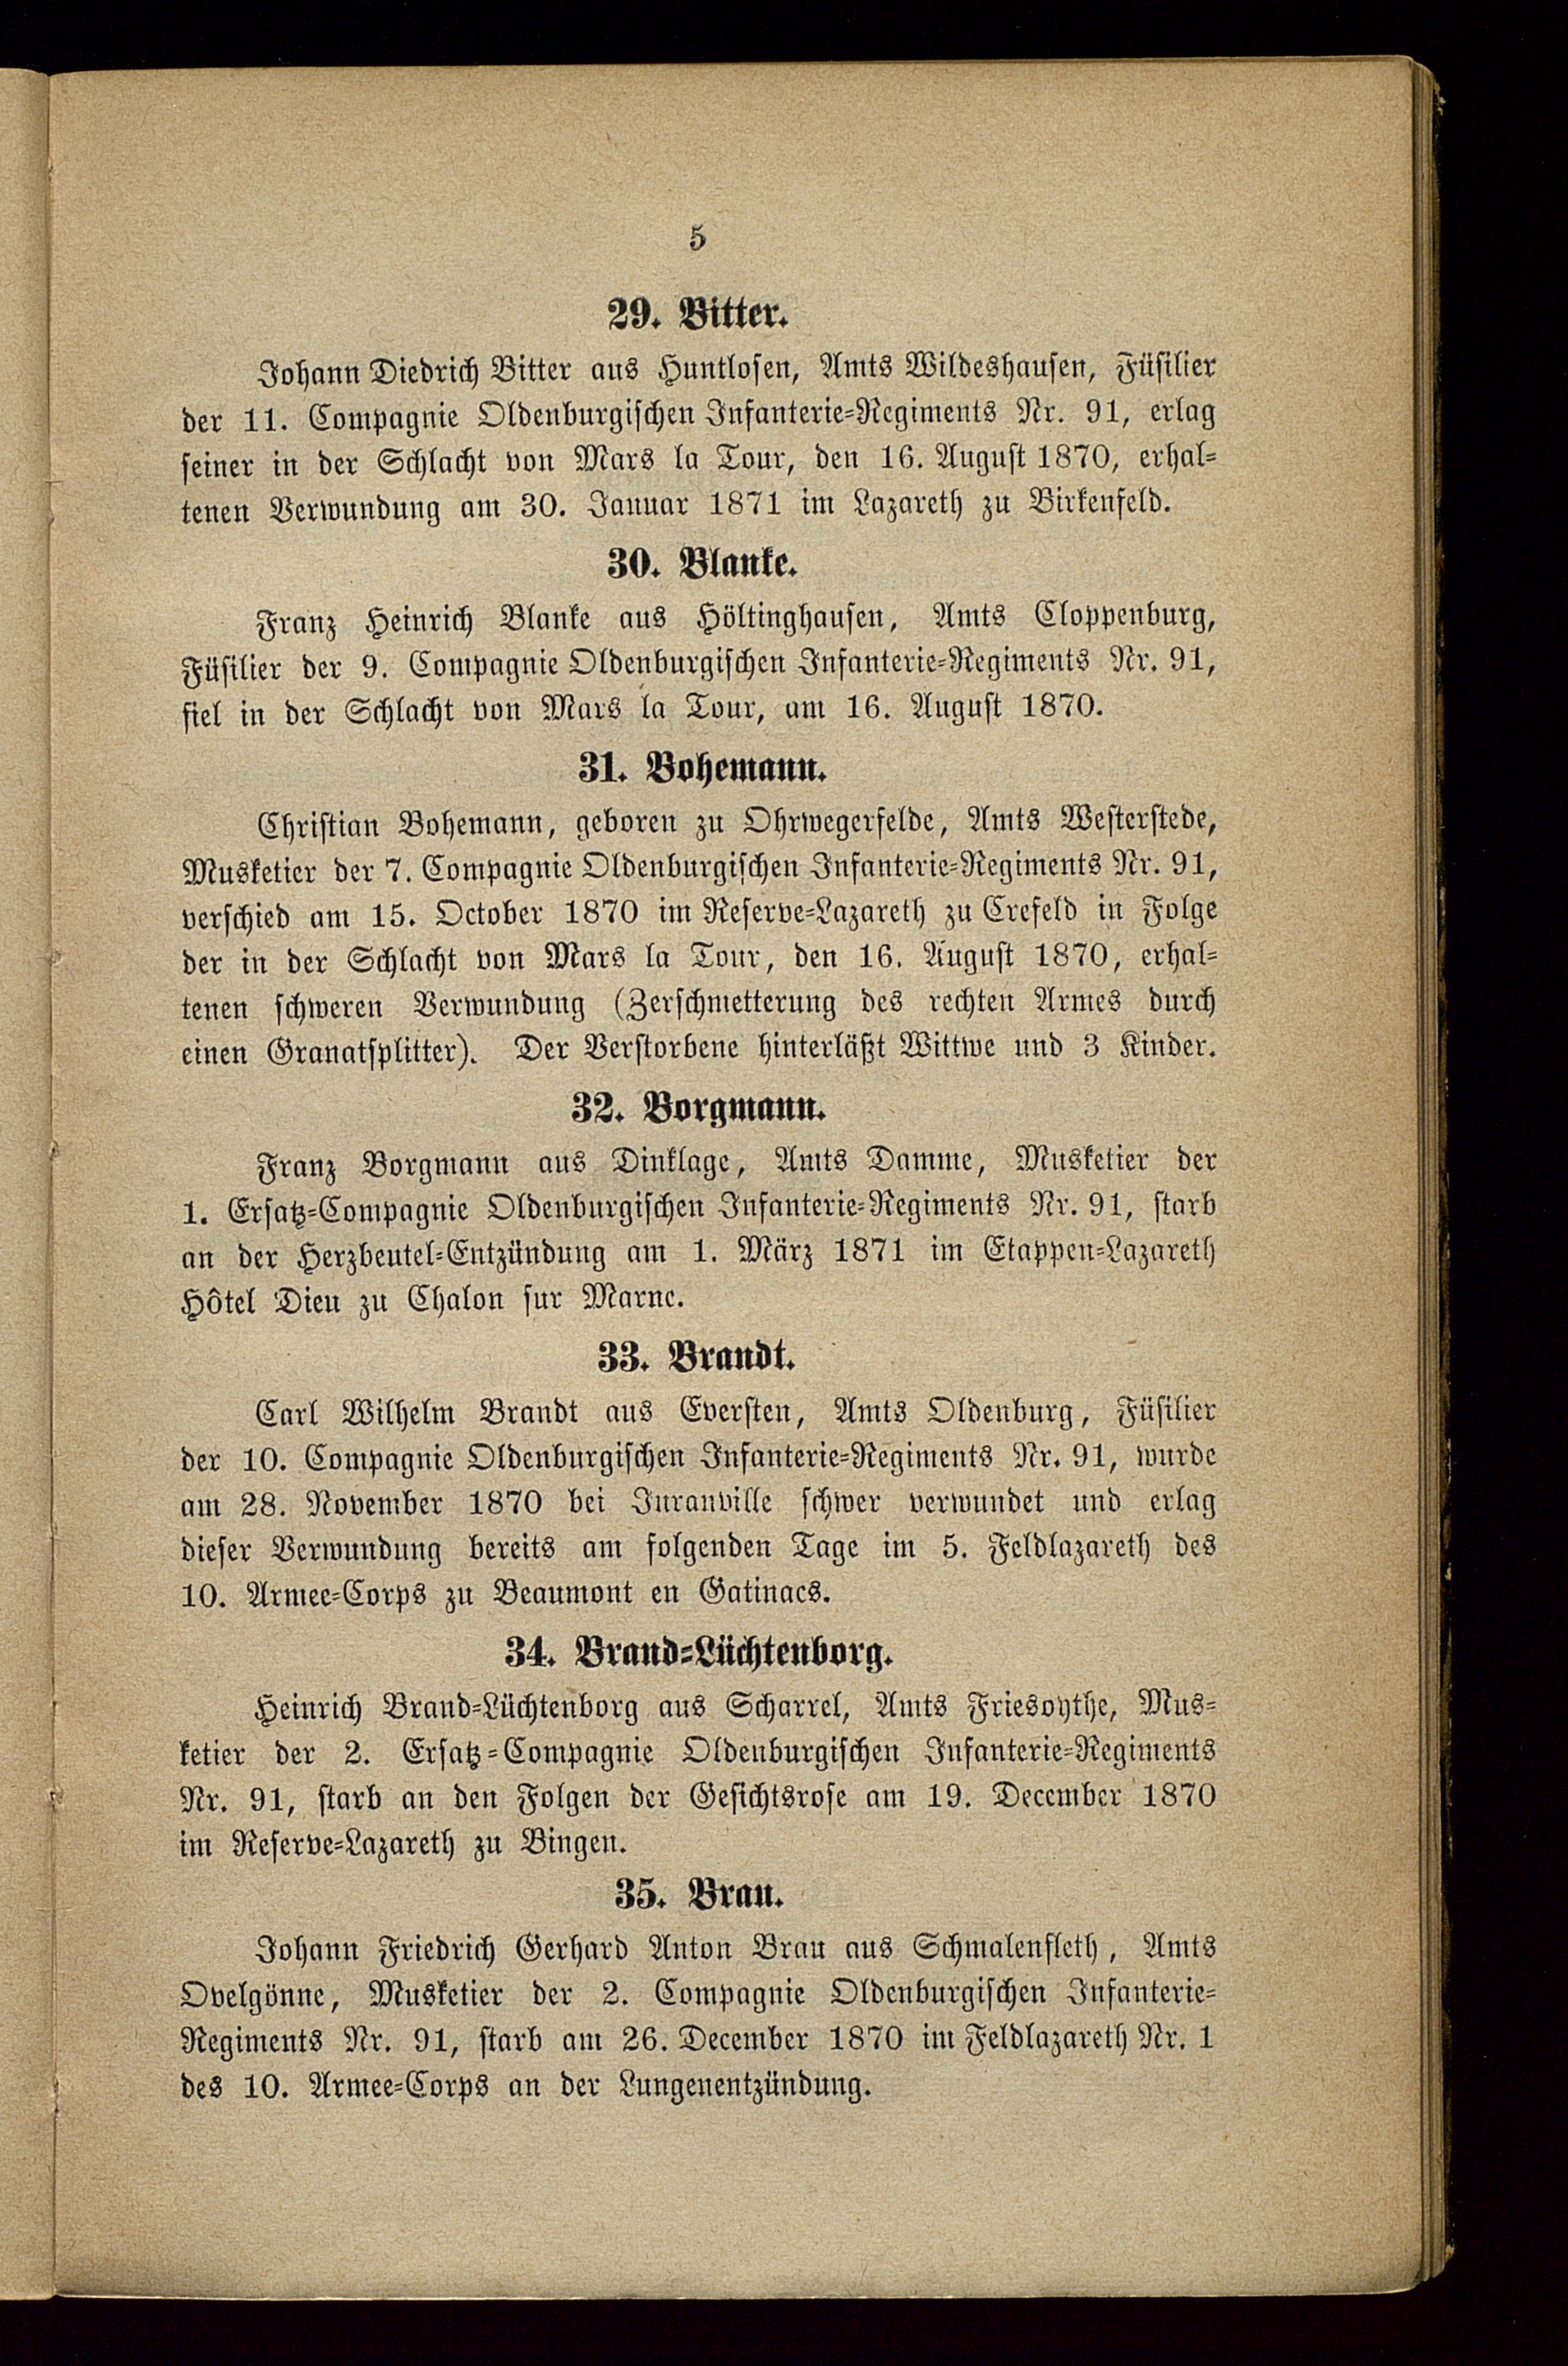 5
29. Bitter.
Johann Diedrich Bitter aus Huntlosen, Amts Wildeshausen, Füsilier
der 11. Compagnie Oldenburgischen Infanterie=Regiments Nr. 91, erlag
seiner in der Schlacht von Mars la Tour, den 16. August 1870, erhal=
tenen Verwundung am 30. Januar 1871 im Lazareth zu Birkenfeld.
30. Blanke.
Franz Heinrich Blanke aus Höltinghausen, Amts Cloppenburg,
Füsilier der 9. Compagnie Oldenburgischen Infanterie=Regiments Nr. 91,
fiel in der Schlacht von Mars la Tour, am 16. August 1870.
31. Bohemann.
Christian Bohemann, geboren zu Ohrwegerfelde, Amts Westerstede,
Musketier der 7. Compagnie Oldenburgischen Infanterie=Regiments Nr. 91,
verschied am 15. October 1870 im Reserve=Lazareth zu Crefeld in Folge
der in der Schlacht von Mars la Tour, den 16. August 1870, erhal=
tenen schweren Verwundung (Zerschmetterung des rechten Armes durch
einen Granatsplitter). Der Verstorbene hinterläßt Wittwe und 3 Kinder.
32. Borgmann.
Franz Borgmann aus Dinklage, Amts Damme, Musketier der
1. Ersatz=Compagnie Oldenburgischen Infanterie=Regiments Nr. 91, starb
an der Herzbeutel=Entzündung am 1. März 1871 im Etappen=Lazareth
Hôtel Dieu zu Chalon sur Marne.
33. Brandt.
Carl Wilhelm Brandt aus Eversten, Amts Oldenburg, Füsilier
der 10. Compagnie Oldenburgischen Infanterie=Regiments Nr. 91, wurde
am 28. November 1870 bei Juranville schwer verwundet und erlag
dieser Verwundung bereits am folgenden Tage im 5. Feldlazareth des
10. Armee=Corps zu Beaumont en Gatinaes.
34. Brand=Lüchtenborg.
Heinrich Brand=Lüchtenborg aus Scharrel, Amts Friesoythe, Mus=
ketier der 2. Ersatz=Compagnie Oldenburgischen Infanterie=Regiments
Nr. 91, starb an den Folgen der Gesichtsrose am 19. December 1870
im Reserve=Lazareth zu Bingen.
35. Brau.
Johann Friedrich Gerhard Anton Brau aus Schmalenfleth, Amts
Ovelgönne, Musketier der 2. Compagnie Oldenburgischen Infanterie=
Regiments Nr. 91, starb am 26. December 1870 im Feldlazareth Nr. 1
des 10. Armee=Corps an der Lungenentzündung.